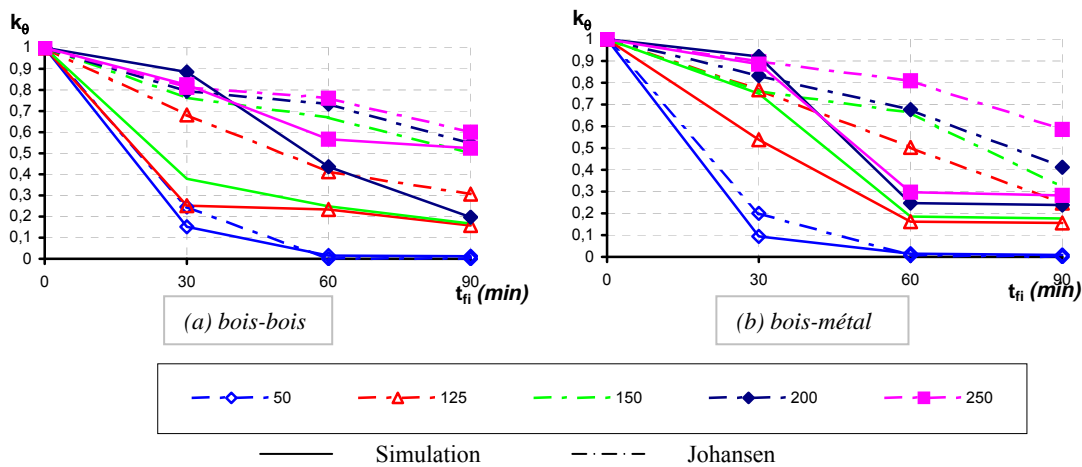 kθ
1
0,9
0,8
0,7
0,6
0,5
0,4
0,3
0,2
0,1
0
0 30 60 90
tfi (min)
(a) bois-bois
kθ
1
0,9
0,8
0,7
0,6
0,5
0,4
0,3
0,2
0,1
0
0 30 60 90
tfi (min)
(b) bois-métal
50 125 150 200 250
Simulation Johansen